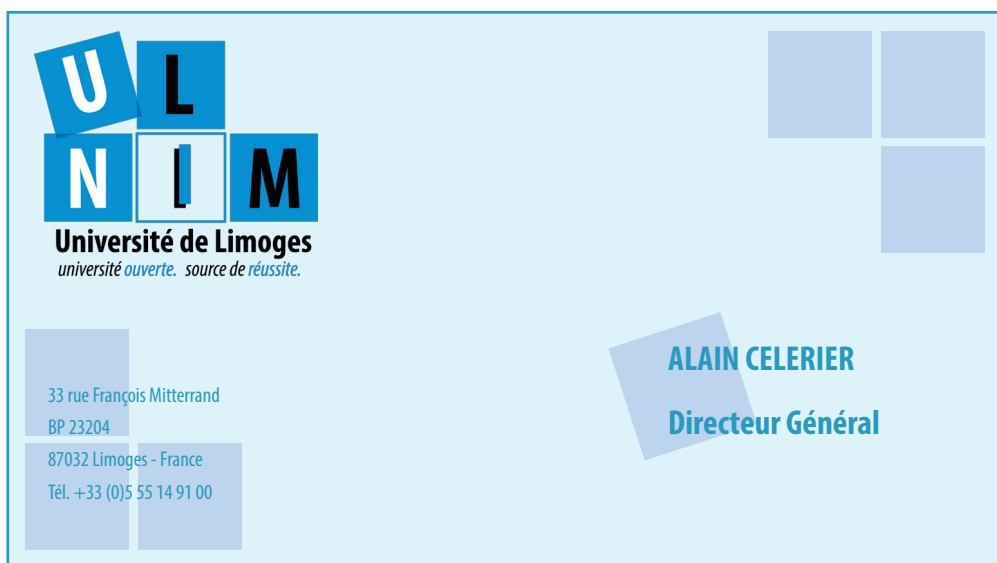 U L
N I M
Université de Limoges
université ouverte. source de réussite.
ALAIN CELERIER
Directeur Général
33 rue François Mitterrand
BP 23204
87032 Limoges - France
Tél. +33 (0)5 55 14 91 00